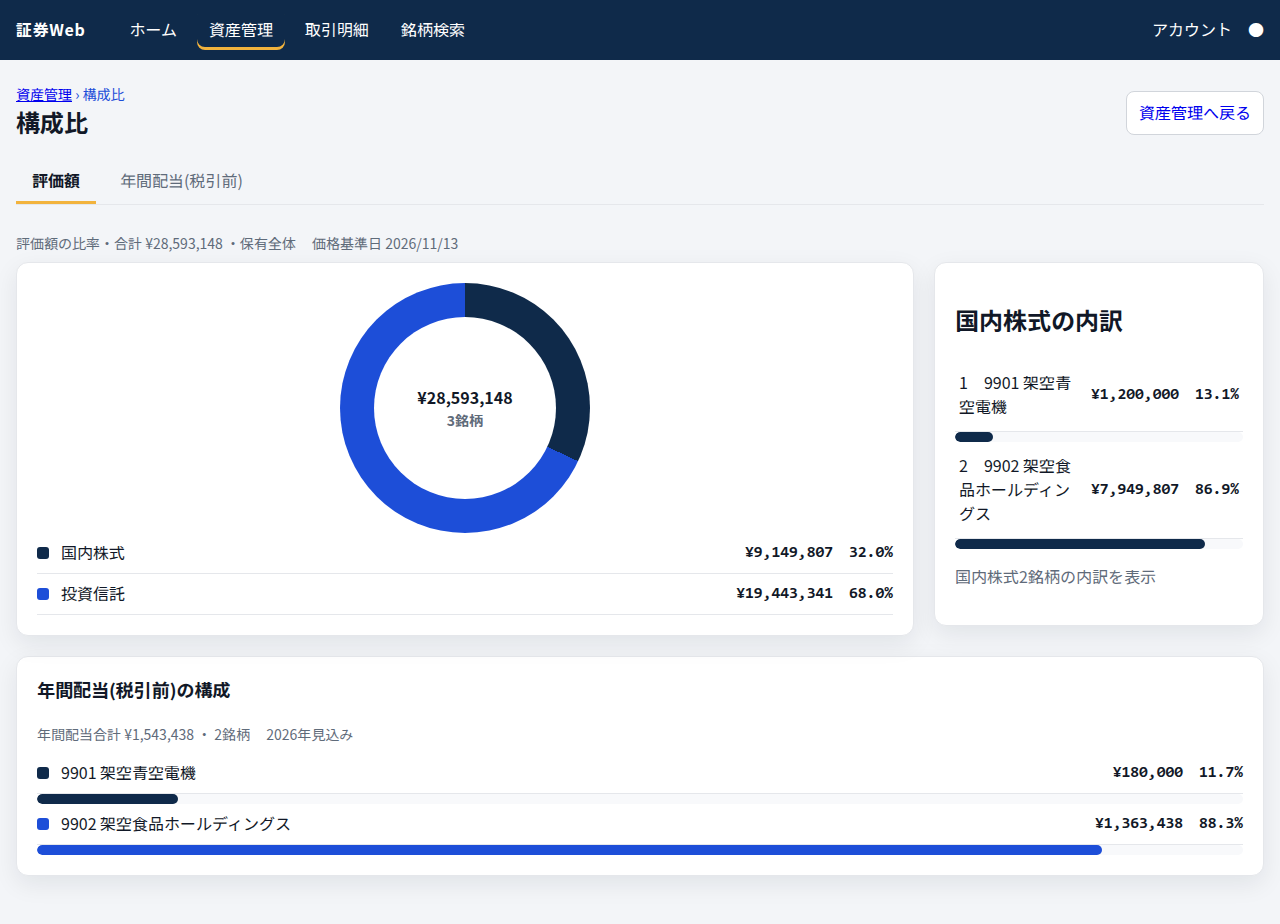 証券Web ホーム 資産管理 取引明細 銘柄検索 アカウント
資産管理 › 構成比
構成比
資産管理へ戻る
評価額 年間配当(税引前)
評価額の比率・合計 ¥28,593,148 ・保有全体 価格基準日 2026/11/13
¥28,593,148
3銘柄
国内株式 ¥9,149,807 32.0%
投資信託 ¥19,443,341 68.0%
国内株式の内訳
1 9901 架空青
空電機 ¥1,200,000 13.1%
2 9902 架空食
品ホールディン ¥7,949,807 86.9%
グス
国内株式2銘柄の内訳を表示
年間配当(税引前)の構成
年間配当合計 ¥1,543,438 ・ 2銘柄 2026年見込み
9901 架空青空電機 ¥180,000 11.7%
9902 架空食品ホールディングス ¥1,363,438 88.3%